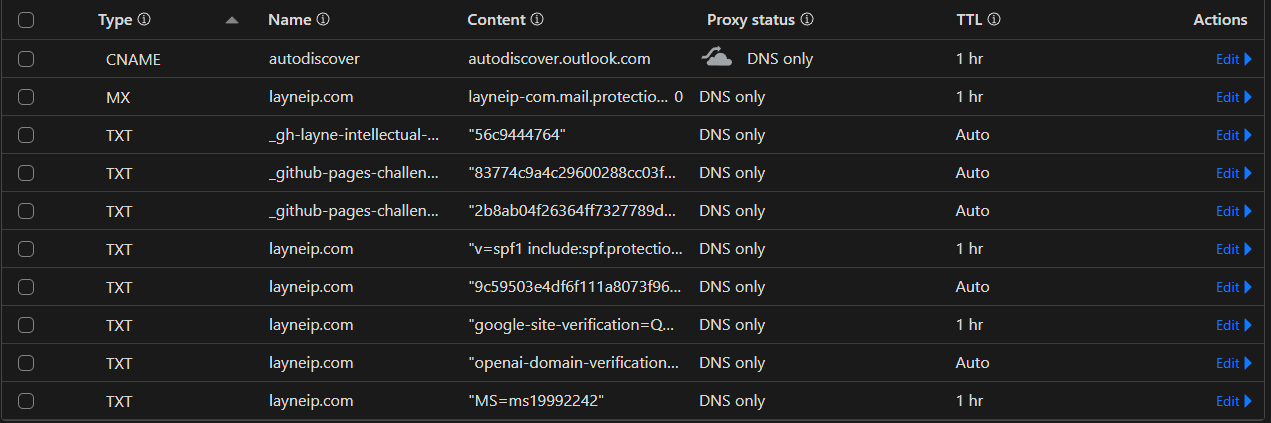 Type Name Content Proxy status TTL Actions
CNAME autodiscover autodiscover.outlook.com DNS only 1 hr Edit
MX layneip.com layneip-com.mail.protectio... 0 DNS only 1 hr Edit
TXT _gh-layne-intellectual-... "56c9444764" DNS only Auto Edit
TXT _github-pages-challen... "83774c9a4c29600288cc03f... DNS only Auto Edit
TXT _github-pages-challen... "2b8ab04f26364ff7327789d... DNS only Auto Edit
TXT layneip.com "v=spf1 include:spf.protectio... DNS only 1 hr Edit
TXT layneip.com "9c59503e4df6f111a8073f96... DNS only Auto Edit
TXT layneip.com "google-site-verification=Q... DNS only 1 hr Edit
TXT layneip.com "openai-domain-verification... DNS only Auto Edit
TXT layneip.com "MS=ms19992242" DNS only 1 hr Edit